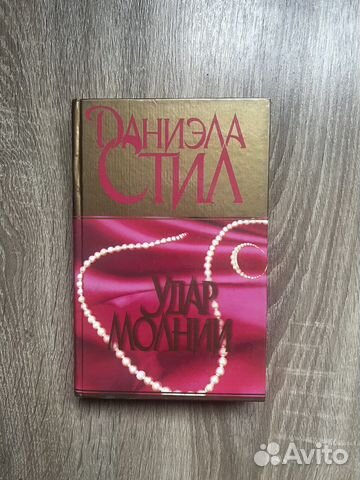 Даниэла
Стил
Удар
молнии
Avito